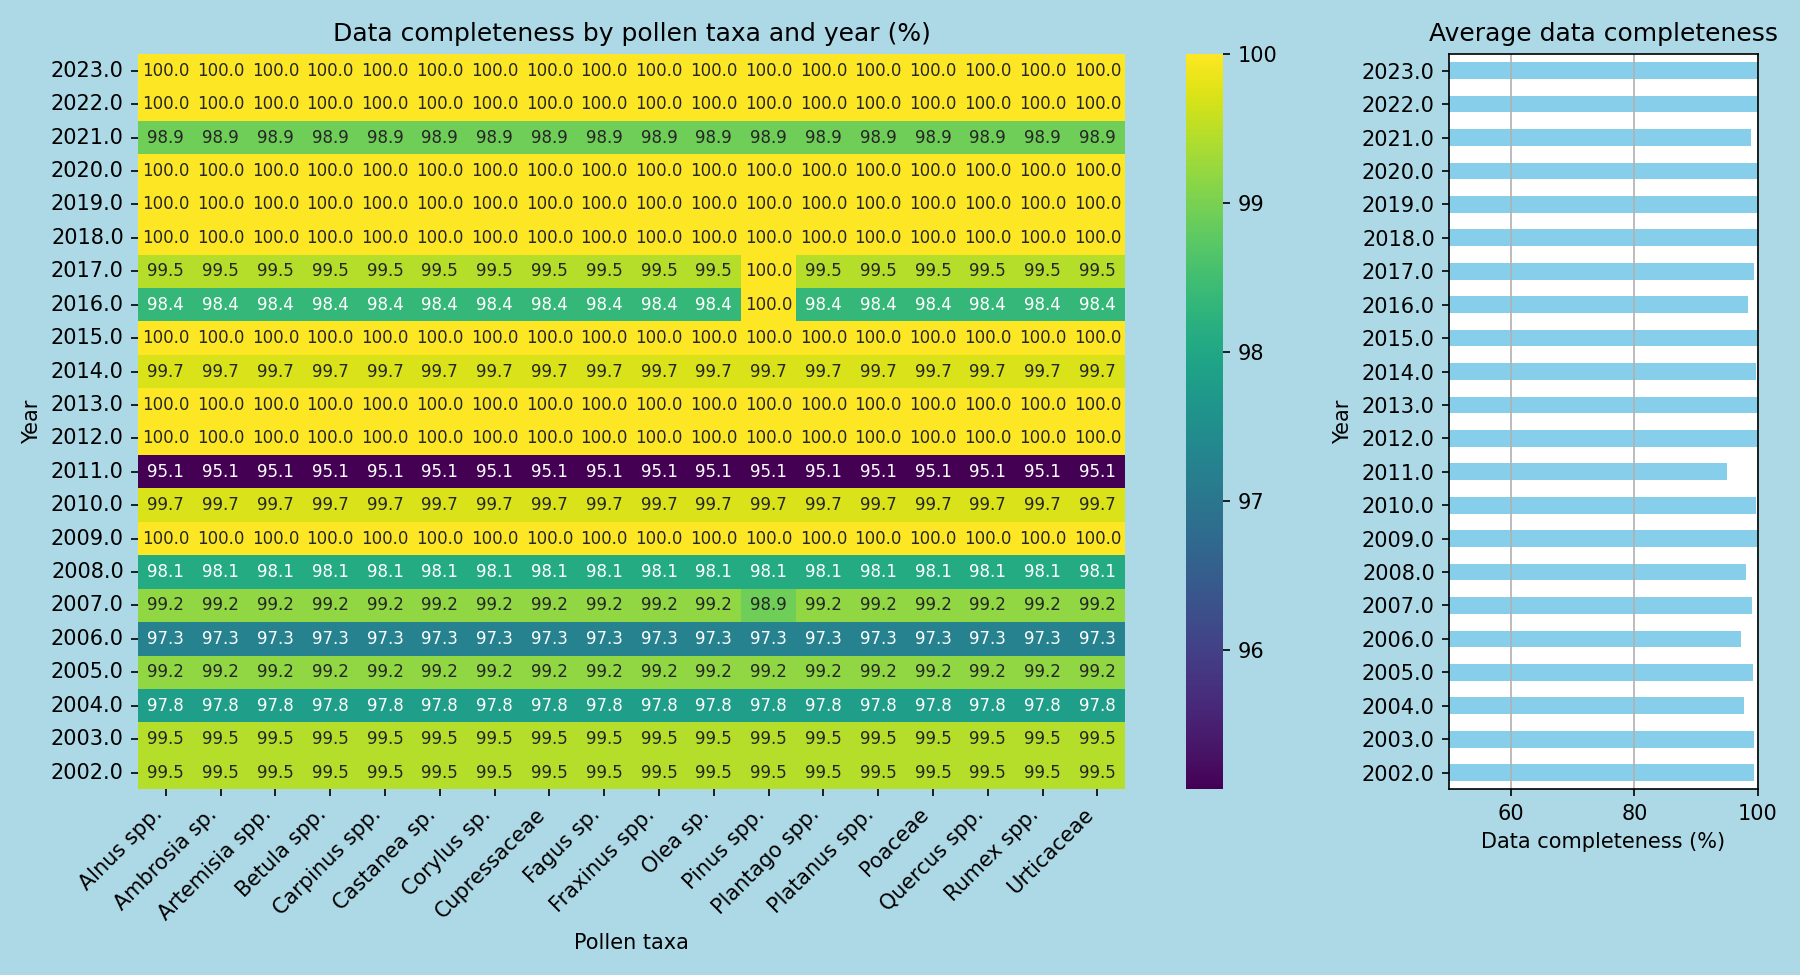 Data completeness by pollen taxa and year (%)
Year
2023.0 100.0 100.0 100.0 100.0 100.0 100.0 100.0 100.0 100.0 100.0 100.0 100.0 100.0 100.0 100.0 100.0 100.0 100.0
2022.0 100.0 100.0 100.0 100.0 100.0 100.0 100.0 100.0 100.0 100.0 100.0 100.0 100.0 100.0 100.0 100.0 100.0 100.0
2021.0 98.9 98.9 98.9 98.9 98.9 98.9 98.9 98.9 98.9 98.9 98.9 98.9 98.9 98.9 98.9 98.9 98.9 98.9
2020.0 100.0 100.0 100.0 100.0 100.0 100.0 100.0 100.0 100.0 100.0 100.0 100.0 100.0 100.0 100.0 100.0 100.0 100.0
2019.0 100.0 100.0 100.0 100.0 100.0 100.0 100.0 100.0 100.0 100.0 100.0 100.0 100.0 100.0 100.0 100.0 100.0 100.0
2018.0 100.0 100.0 100.0 100.0 100.0 100.0 100.0 100.0 100.0 100.0 100.0 100.0 100.0 100.0 100.0 100.0 100.0 100.0
2017.0 99.5 99.5 99.5 99.5 99.5 99.5 99.5 99.5 99.5 99.5 99.5 100.0 99.5 99.5 99.5 99.5 99.5 99.5
2016.0 98.4 98.4 98.4 98.4 98.4 98.4 98.4 98.4 98.4 98.4 98.4 100.0 98.4 98.4 98.4 98.4 98.4 98.4
2015.0 100.0 100.0 100.0 100.0 100.0 100.0 100.0 100.0 100.0 100.0 100.0 100.0 100.0 100.0 100.0 100.0 100.0 100.0
2014.0 99.7 99.7 99.7 99.7 99.7 99.7 99.7 99.7 99.7 99.7 99.7 99.7 99.7 99.7 99.7 99.7 99.7 99.7
2013.0 100.0 100.0 100.0 100.0 100.0 100.0 100.0 100.0 100.0 100.0 100.0 100.0 100.0 100.0 100.0 100.0 100.0 100.0
2012.0 100.0 100.0 100.0 100.0 100.0 100.0 100.0 100.0 100.0 100.0 100.0 100.0 100.0 100.0 100.0 100.0 100.0 100.0
2011.0 95.1 95.1 95.1 95.1 95.1 95.1 95.1 95.1 95.1 95.1 95.1 95.1 95.1 95.1 95.1 95.1 95.1 95.1
2010.0 99.7 99.7 99.7 99.7 99.7 99.7 99.7 99.7 99.7 99.7 99.7 99.7 99.7 99.7 99.7 99.7 99.7 99.7
2009.0 100.0 100.0 100.0 100.0 100.0 100.0 100.0 100.0 100.0 100.0 100.0 100.0 100.0 100.0 100.0 100.0 100.0 100.0
2008.0 98.1 98.1 98.1 98.1 98.1 98.1 98.1 98.1 98.1 98.1 98.1 98.1 98.1 98.1 98.1 98.1 98.1 98.1
2007.0 99.2 99.2 99.2 99.2 99.2 99.2 99.2 99.2 99.2 99.2 99.2 98.9 99.2 99.2 99.2 99.2 99.2 99.2
2006.0 97.3 97.3 97.3 97.3 97.3 97.3 97.3 97.3 97.3 97.3 97.3 97.3 97.3 97.3 97.3 97.3 97.3 97.3
2005.0 99.2 99.2 99.2 99.2 99.2 99.2 99.2 99.2 99.2 99.2 99.2 99.2 99.2 99.2 99.2 99.2 99.2 99.2
2004.0 97.8 97.8 97.8 97.8 97.8 97.8 97.8 97.8 97.8 97.8 97.8 97.8 97.8 97.8 97.8 97.8 97.8 97.8
2003.0 99.5 99.5 99.5 99.5 99.5 99.5 99.5 99.5 99.5 99.5 99.5 99.5 99.5 99.5 99.5 99.5 99.5 99.5
2002.0 99.5 99.5 99.5 99.5 99.5 99.5 99.5 99.5 99.5 99.5 99.5 99.5 99.5 99.5 99.5 99.5 99.5 99.5
Alnus spp.
Ambrosia sp.
Artemisia spp.
Betula spp.
Carpinus spp.
Castanea sp.
Corylus sp.
Cupressaceae
Fagus sp.
Fraxinus spp.
Olea sp.
Pinus spp.
Plantago spp.
Platanus spp.
Poaceae
Quercus spp.
Rumex spp.
Urticaceae
Pollen taxa
100
99
98
97
96
Average data completeness
Year
2023.0
2022.0
2021.0
2020.0
2019.0
2018.0
2017.0
2016.0
2015.0
2014.0
2013.0
2012.0
2011.0
2010.0
2009.0
2008.0
2007.0
2006.0
2005.0
2004.0
2003.0
2002.0
60 80 100
Data completeness (%)